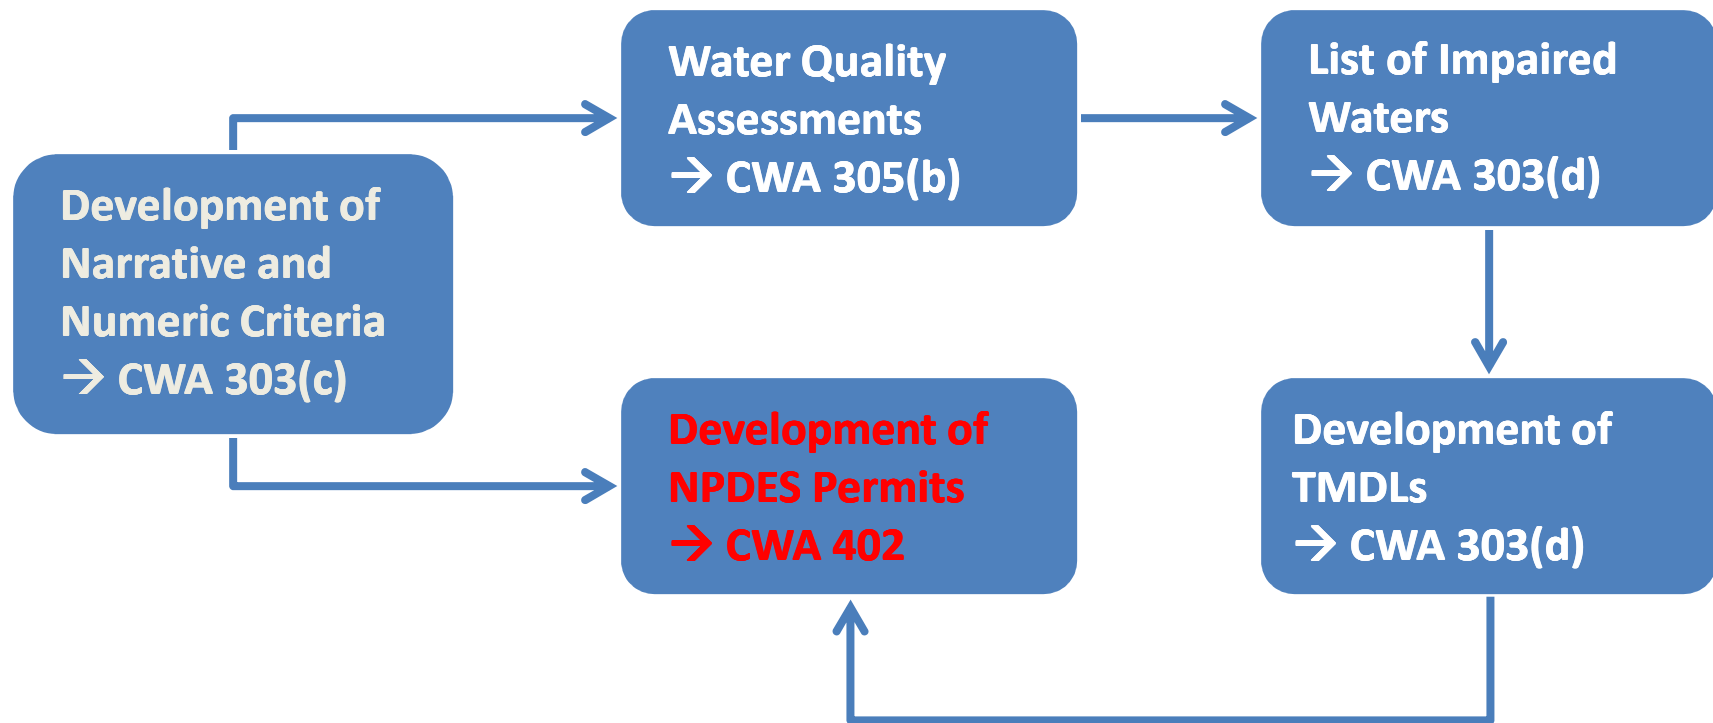 Development of
Narrative and
Numeric Criteria
→ CWA 303(c)
Water Quality
Assessments
→ CWA 305(b)
List of Impaired
Waters
→ CWA 303(d)
Development of
TMDLs
→ CWA 303(d)
Development of
NPDES Permits
→ CWA 402